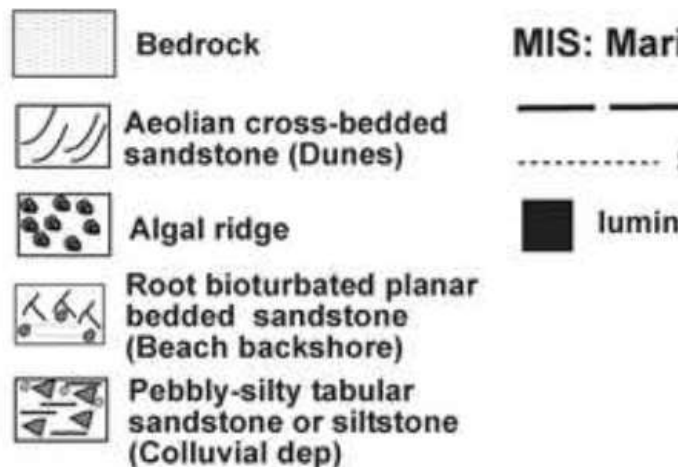 Bedrock
Aeolian cross-bedded
sandstone (Dunes)
Algal ridge
Root bioturbated planar
bedded sandstone
(Beach backshore)
Pebbly-silty tabular
sandstone or siltstone
(Colluvial dep)
MIS: Mari
lumin